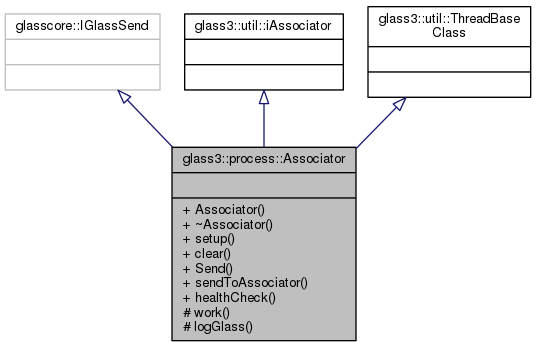 glasscore::IGlassSend
glass3::util::iAssociator
glass3::util::ThreadBase
Class
glass3::process::Associator
+ Associator()
+ ~Associator()
+ setup()
+ clear()
+ Send()
+ sendToAssociator()
+ healthCheck()
# work()
# logGlass()